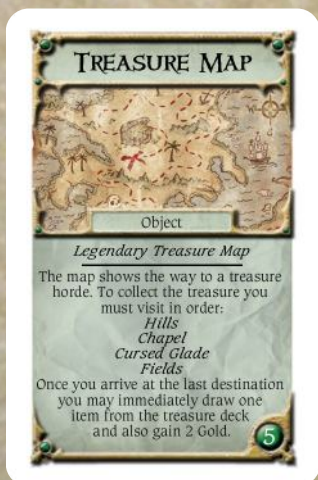 TREASURE MAP
Object
Legendary Treasure Map
The map shows the way to a treasure
horde. To collect the treasure you
must visit in order:
Hills
Chapel
Cursed Glade
Fields
Once you arrive at the last destination
you may immediately draw one
item from the treasure deck
and also gain 2 Gold.
5